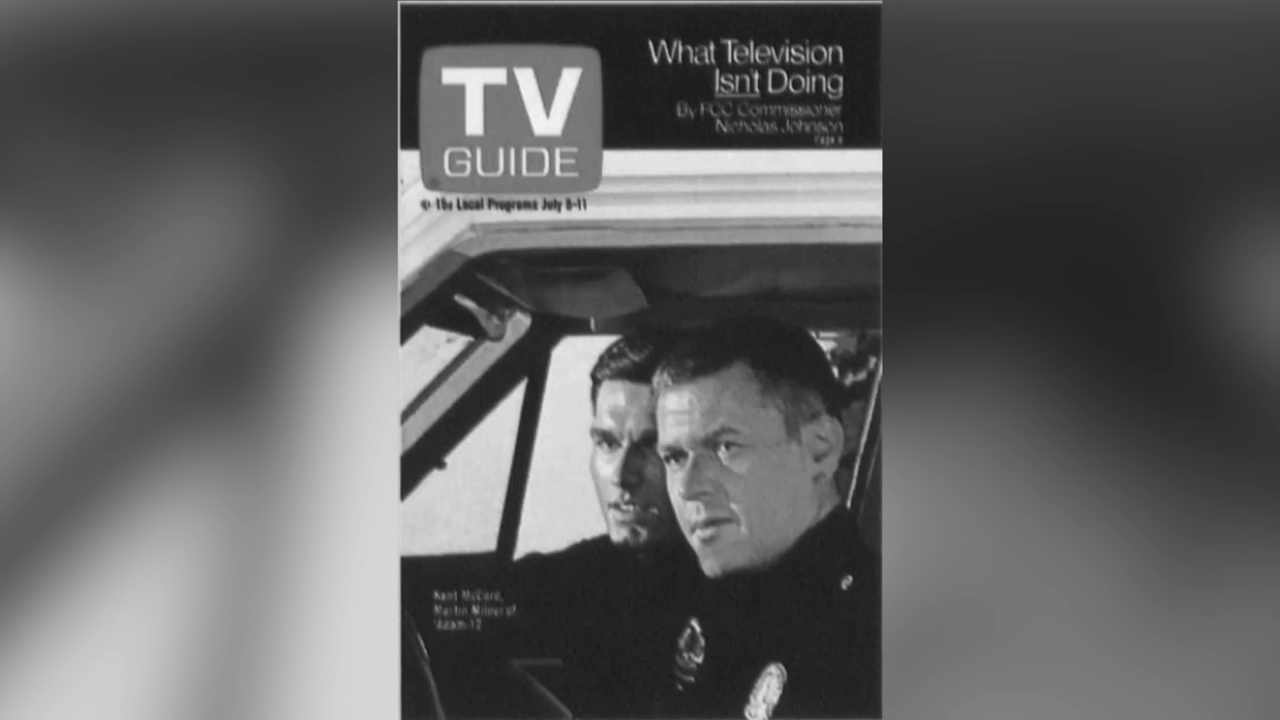 TV
GUIDE
What Television
Isn't Doing
By FCC Commissioner
Nicholas Johnson
Local Programs July 5-11
Kent McCord,
Martin Milner of
'Adam-12'